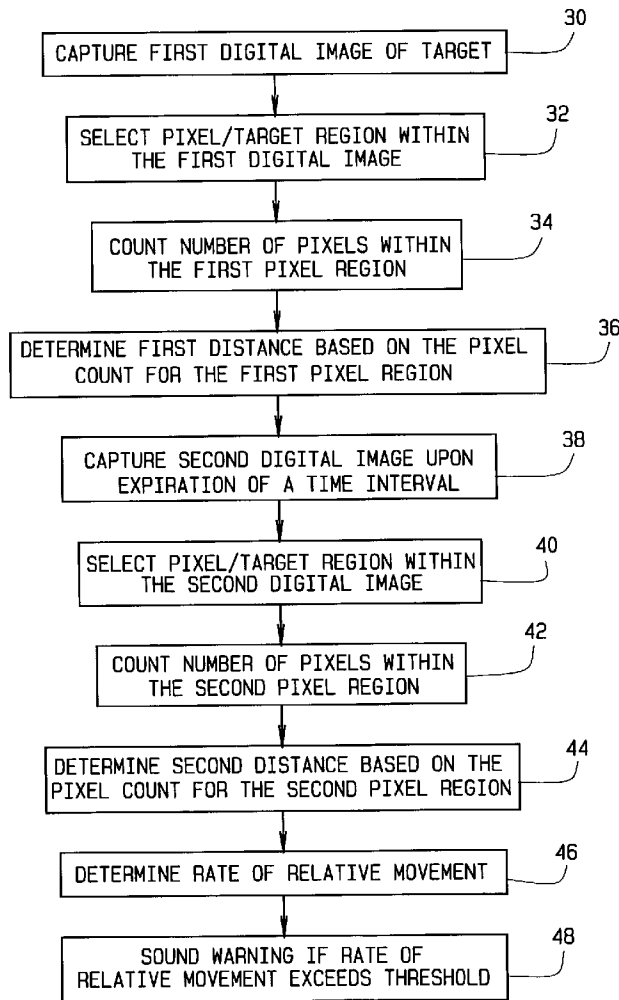 30
CAPTURE FIRST DIGITAL IMAGE OF TARGET
32
SELECT PIXEL/TARGET REGION WITHIN
THE FIRST DIGITAL IMAGE
34
COUNT NUMBER OF PIXELS WITHIN
THE FIRST PIXEL REGION
36
DETERMINE FIRST DISTANCE BASED ON THE PIXEL
COUNT FOR THE FIRST PIXEL REGION
38
CAPTURE SECOND DIGITAL IMAGE UPON
EXPIRATION OF A TIME INTERVAL
40
SELECT PIXEL/TARGET REGION WITHIN
THE SECOND DIGITAL IMAGE
42
COUNT NUMBER OF PIXELS WITHIN
THE SECOND PIXEL REGION
44
DETERMINE SECOND DISTANCE BASED ON THE
PIXEL COUNT FOR THE SECOND PIXEL REGION
46
DETERMINE RATE OF RELATIVE MOVEMENT
48
SOUND WARNING IF RATE OF
RELATIVE MOVEMENT EXCEEDS THRESHOLD